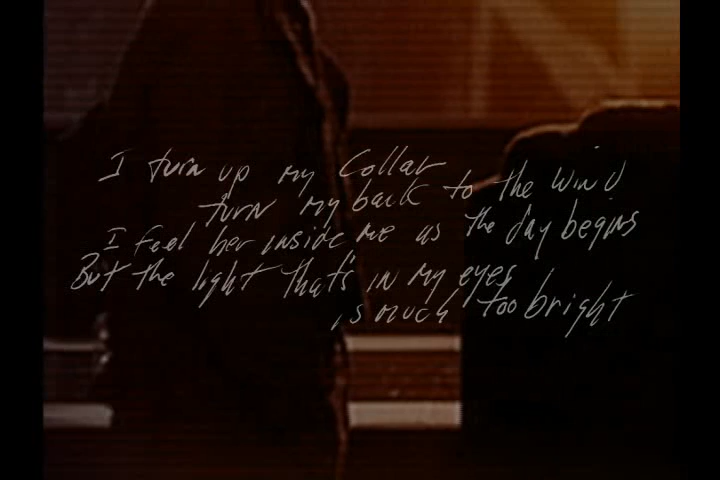 I turn up my Collar
turn my back to the wind
I feel her inside me as the day begins
But the light that's in my eyes
is much too bright